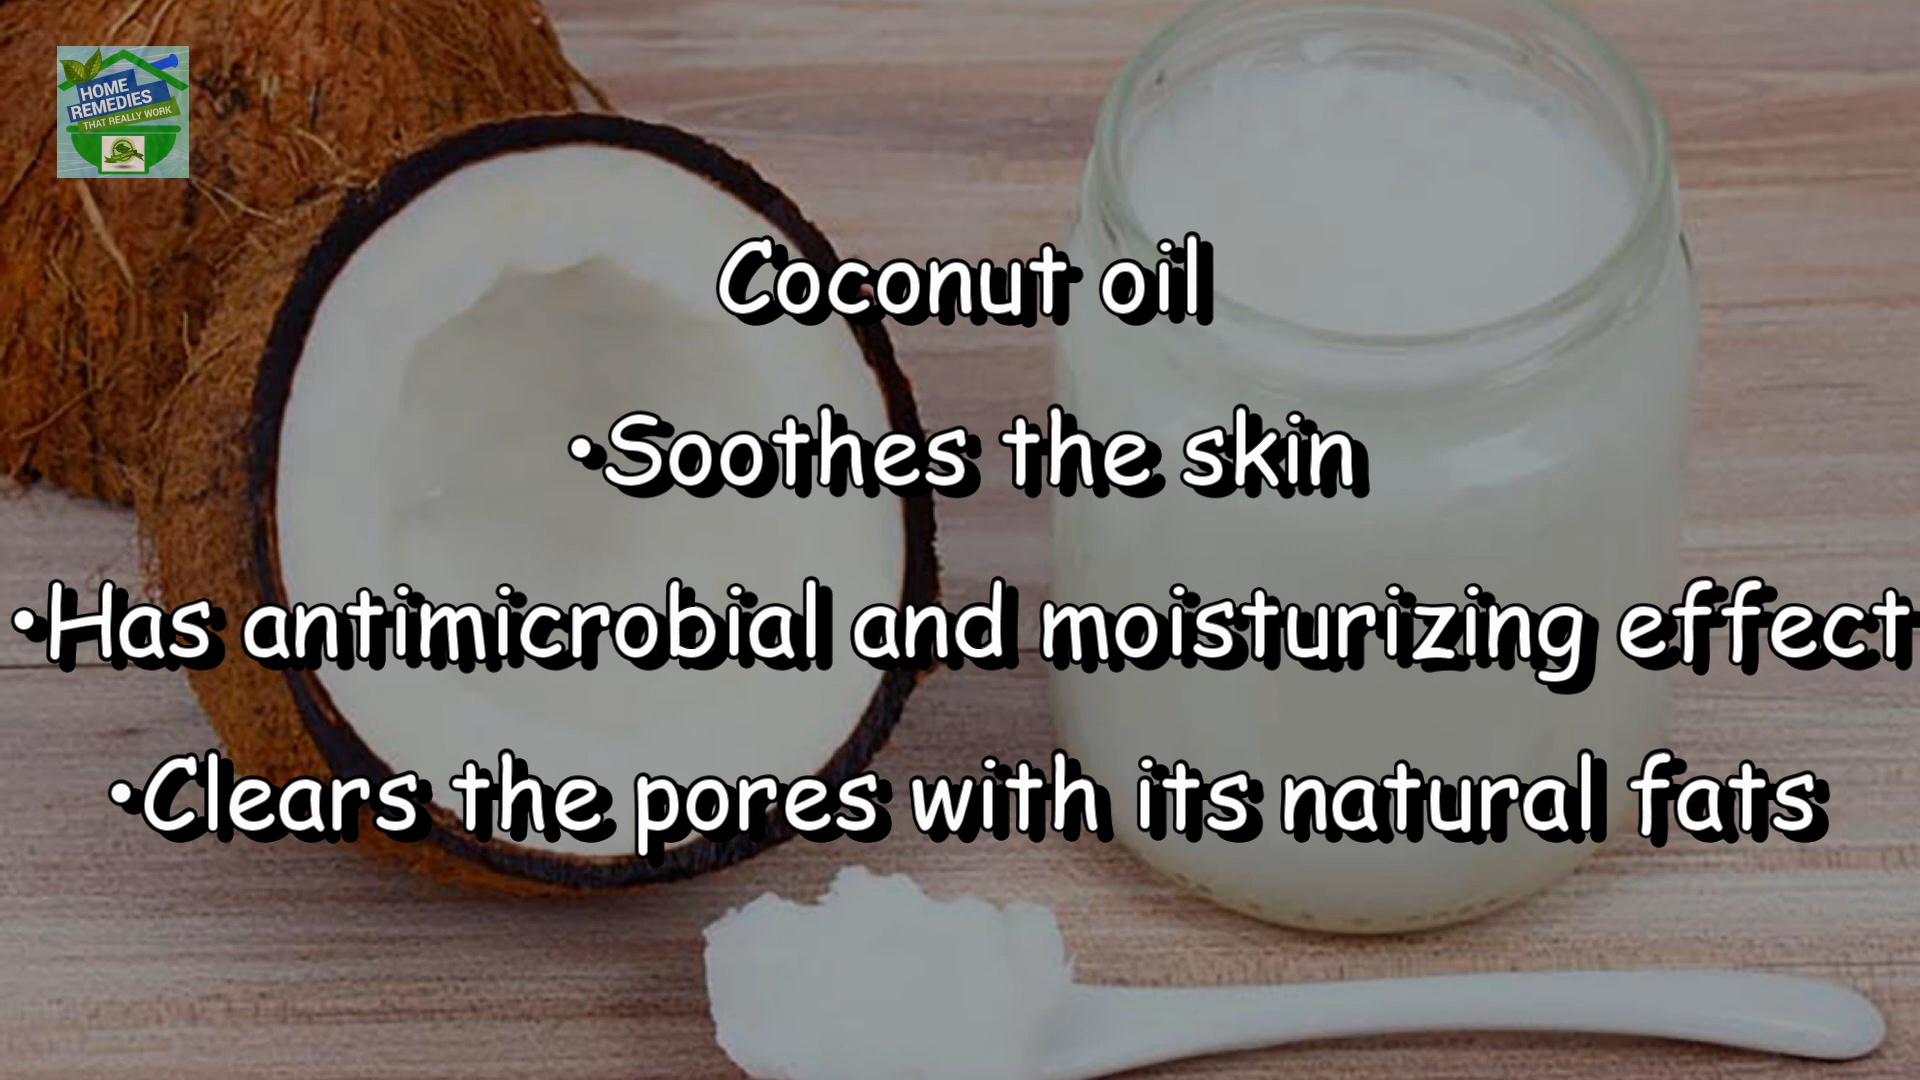 HOME
REMEDIES
THAT REALLY WORK
Coconut oil
•Soothes the skin
•Has antimicrobial and moisturizing effect
•Clears the pores with its natural fats